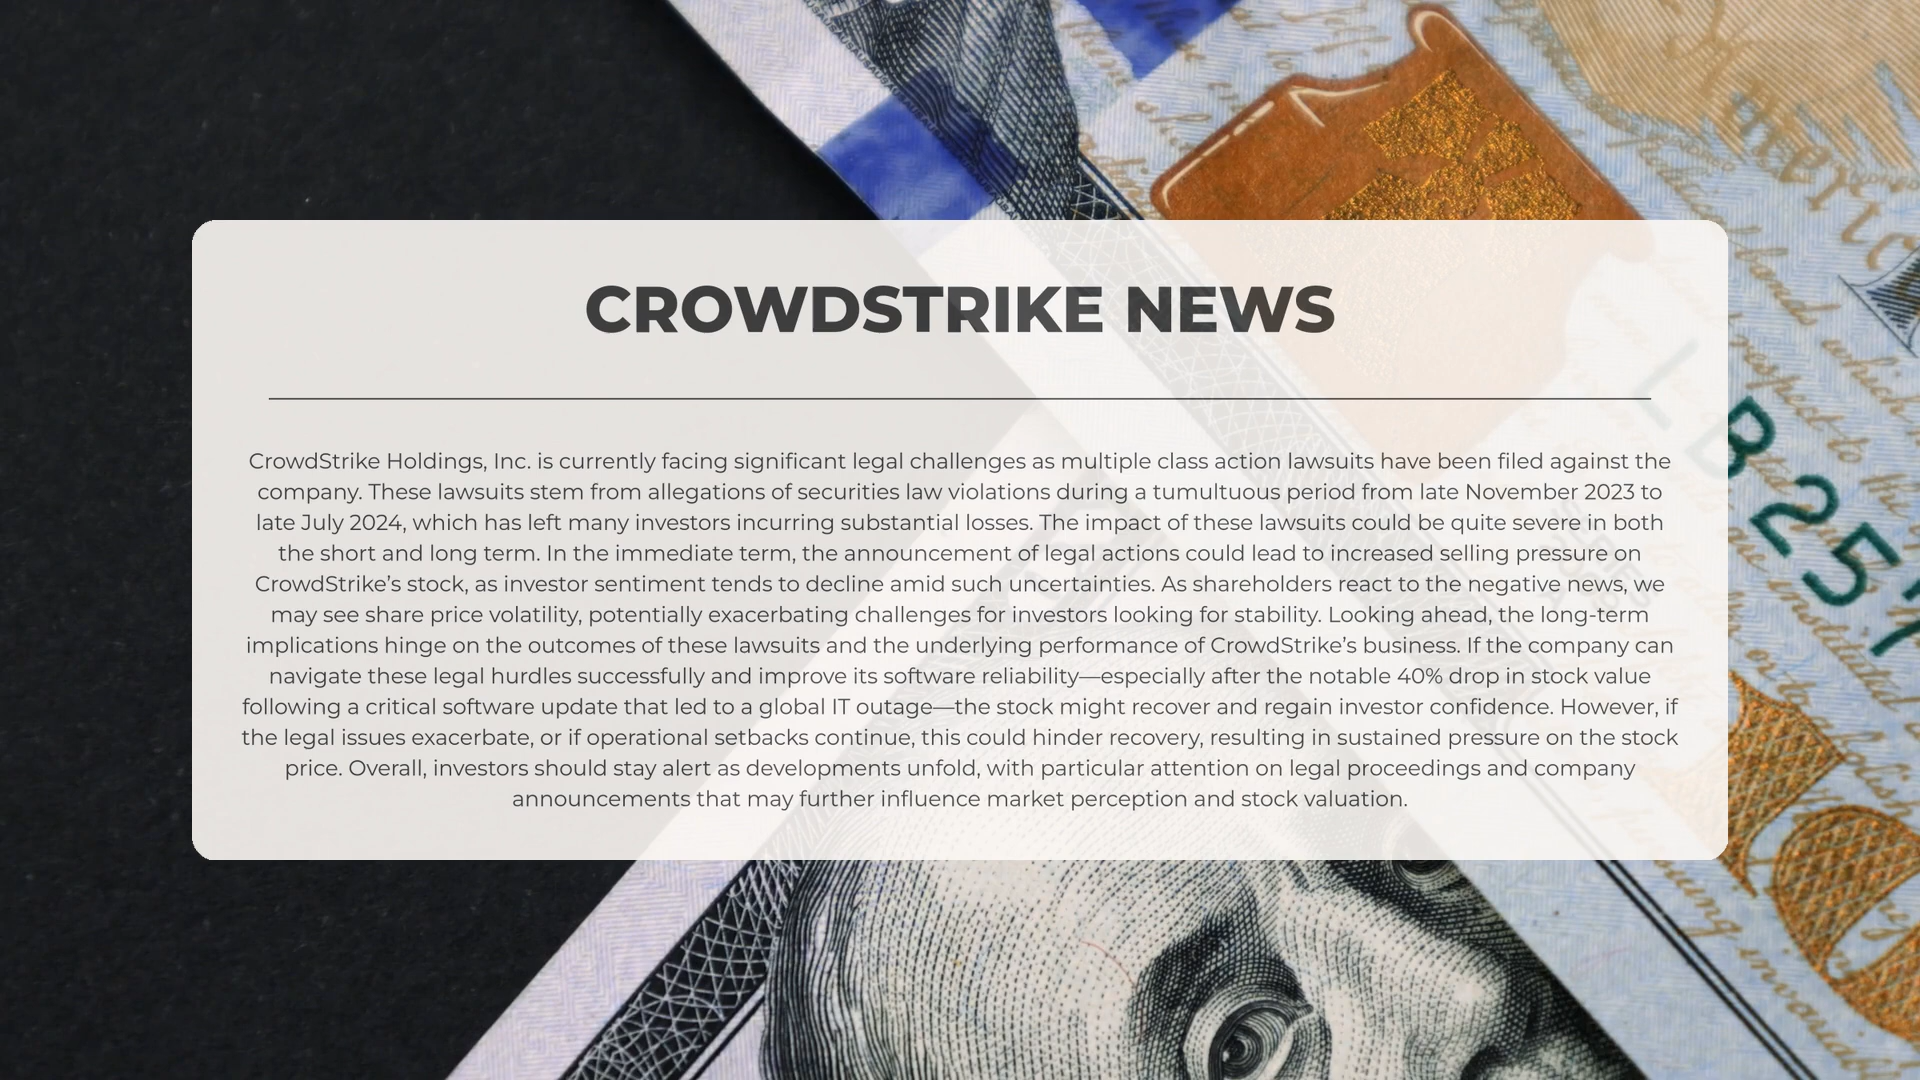 CROWDSTRIKE NEWS
CrowdStrike Holdings, Inc. is currently facing significant legal challenges as multiple class action lawsuits have been filed against the
company. These lawsuits stem from allegations of securities law violations during a tumultuous period from late November 2023 to
late July 2024, which has left many investors incurring substantial losses. The impact of these lawsuits could be quite severe in both
the short and long term. In the immediate term, the announcement of legal actions could lead to increased selling pressure on
CrowdStrike’s stock, as investor sentiment tends to decline amid such uncertainties. As shareholders react to the negative news, we
may see share price volatility, potentially exacerbating challenges for investors looking for stability. Looking ahead, the long-term
implications hinge on the outcomes of these lawsuits and the underlying performance of CrowdStrike’s business. If the company can
navigate these legal hurdles successfully and improve its software reliability—especially after the notable 40% drop in stock value
following a critical software update that led to a global IT outage—the stock might recover and regain investor confidence. However, if
the legal issues exacerbate, or if operational setbacks continue, this could hinder recovery, resulting in sustained pressure on the stock
price. Overall, investors should stay alert as developments unfold, with particular attention on legal proceedings and company
announcements that may further influence market perception and stock valuation.
LB257